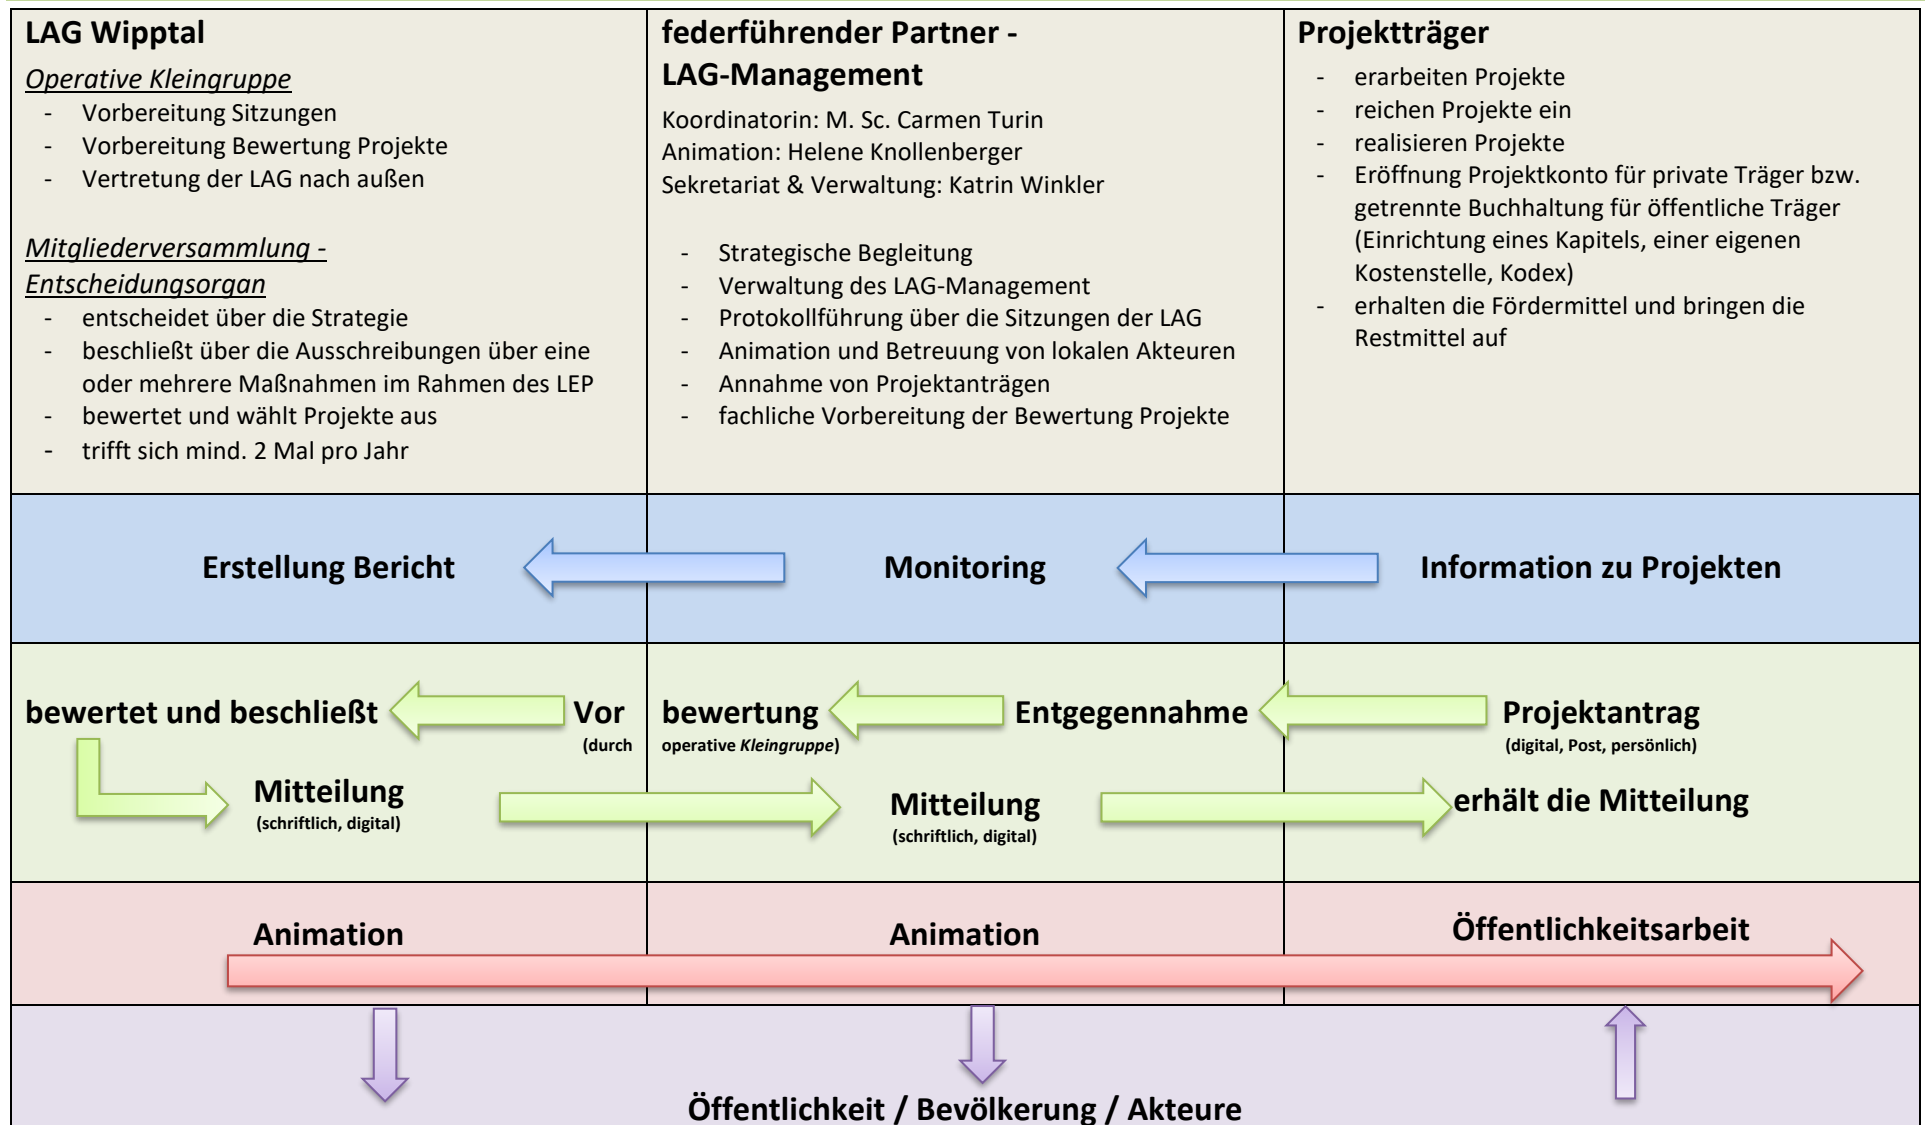 LAG Wipptal
Operative Kleingruppe
- Vorbereitung Sitzungen
- Vorbereitung Bewertung Projekte
- Vertretung der LAG nach außen
Mitgliederversammlung -
Entscheidungsorgan
- entscheidet über die Strategie
- beschließt über die Ausschreibungen über eine
oder mehrere Maßnahmen im Rahmen des LEP
- bewertet und wählt Projekte aus
- trifft sich mind. 2 Mal pro Jahr
federführender Partner -
LAG-Management
Koordinatorin: M. Sc. Carmen Turin
Animation: Helene Knollenberger
Sekretariat & Verwaltung: Katrin Winkler
- Strategische Begleitung
- Verwaltung des LAG-Management
- Protokollführung über die Sitzungen der LAG
- Animation und Betreuung von lokalen Akteuren
- Annahme von Projektanträgen
- fachliche Vorbereitung der Bewertung Projekte
Projektträger
- erarbeiten Projekte
- reichen Projekte ein
- realisieren Projekte
- Eröffnung Projektkonto für private Träger bzw.
getrennte Buchhaltung für öffentliche Träger
(Einrichtung eines Kapitels, einer eigenen
Kostenstelle, Kodex)
- erhalten die Fördermittel und bringen die
Restmittel auf
Erstellung Bericht
Monitoring
Information zu Projekten
bewertet und beschließt
Vor
(durch
bewertung
operative Kleingruppe)
Entgegennahme
Projektantrag
(digital, Post, persönlich)
Mitteilung
(schriftlich, digital)
Mitteilung
(schriftlich, digital)
erhält die Mitteilung
Animation
Animation
Öffentlichkeitsarbeit
Öffentlichkeit / Bevölkerung / Akteure